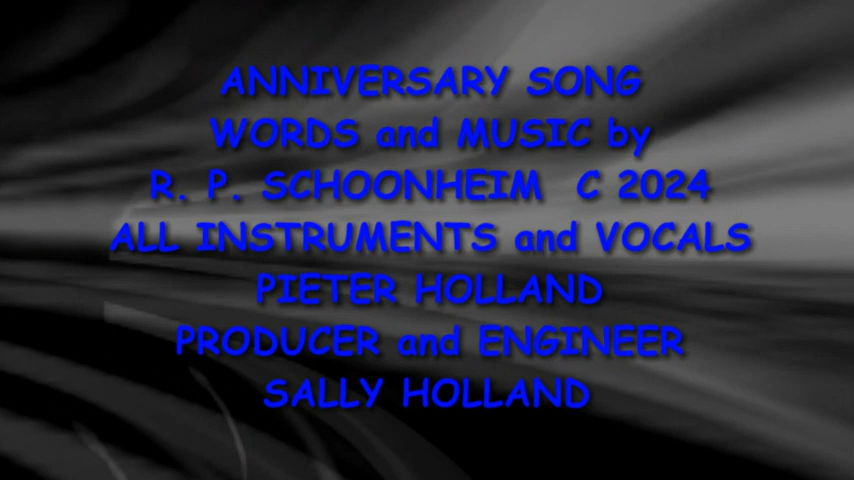 ANNIVERSARY SONG
WORDS and MUSIC by
R. P. SCHOONHEIM  C 2024
ALL INSTRUMENTS and VOCALS
PIETER HOLLAND
PRODUCER and ENGINEER
SALLY HOLLAND